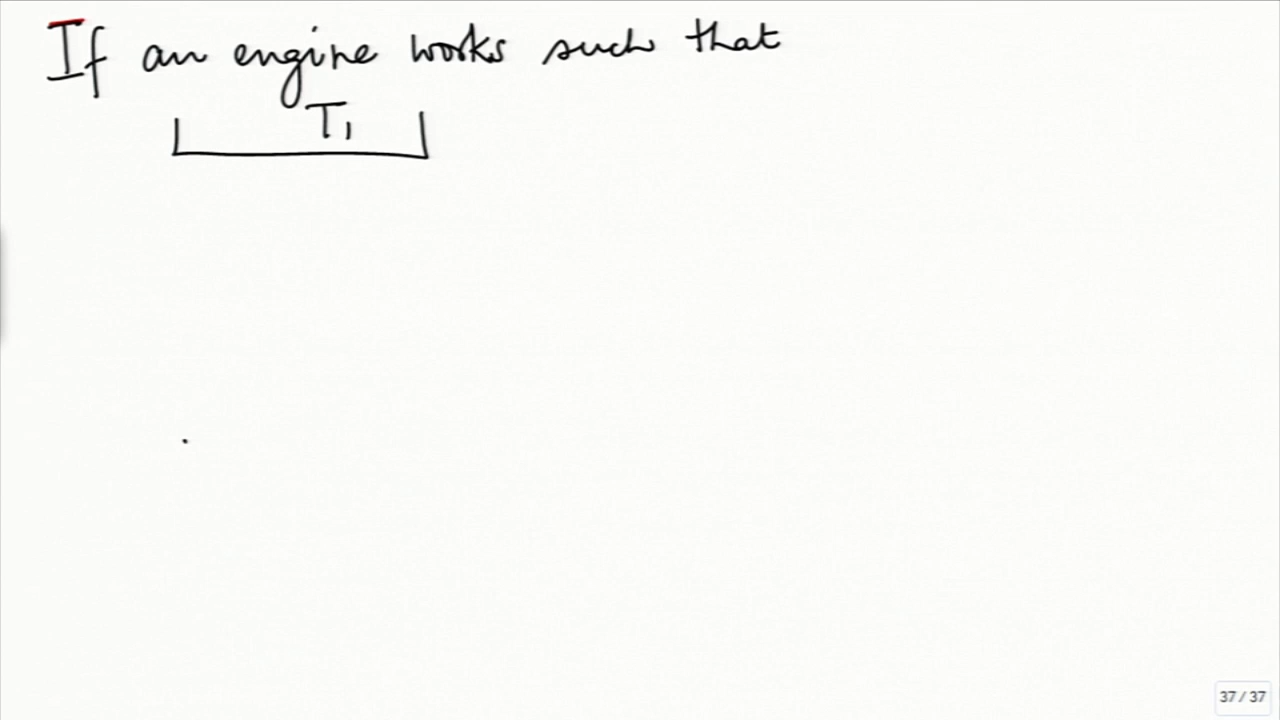 If an engine works such that
T₁
37 / 37